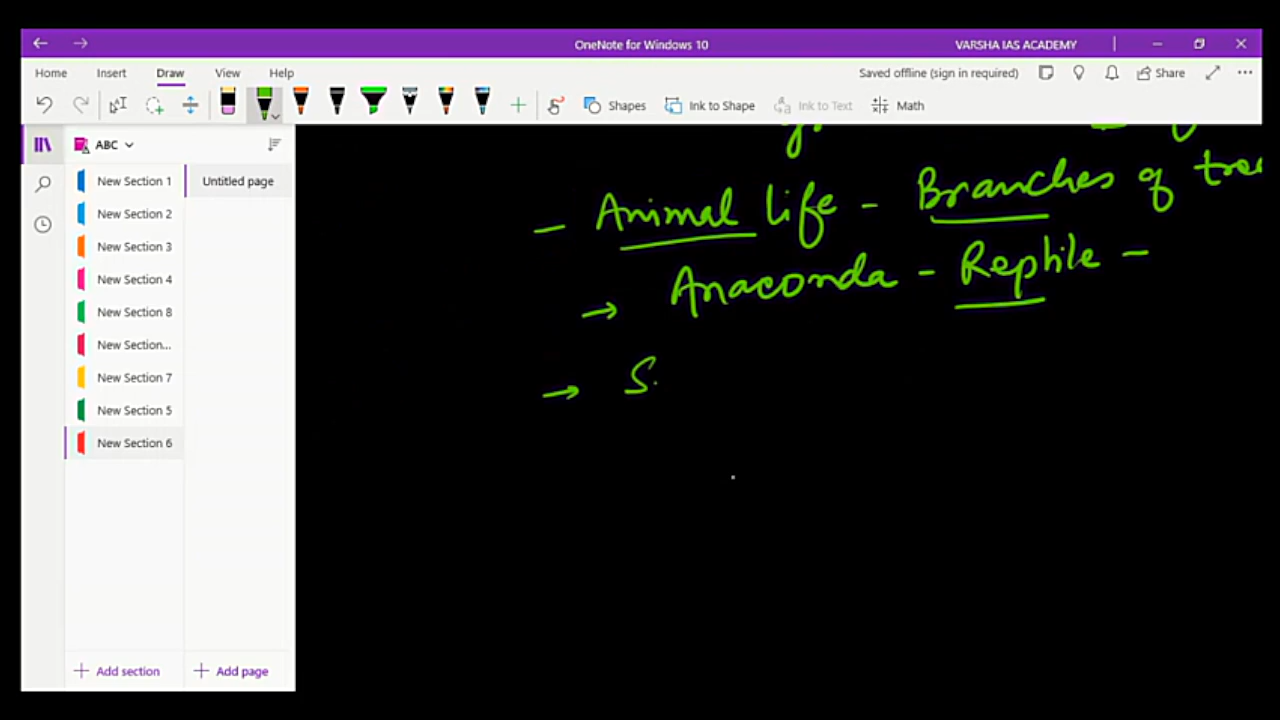 OneNote for Windows 10
VARSHA IAS ACADEMY
Home Insert Draw View Help
Saved offline (sign in required)
Share
Shapes
Ink to Shape
Ink to Text
Math
ABC
New Section 1
New Section 2
New Section 3
New Section 4
New Section 8
New Section...
New Section 7
New Section 5
New Section 6
Untitled page
Add section
Add page
- Animal life - Branches of tree
→ Anaconda - Reptile -
→ S.